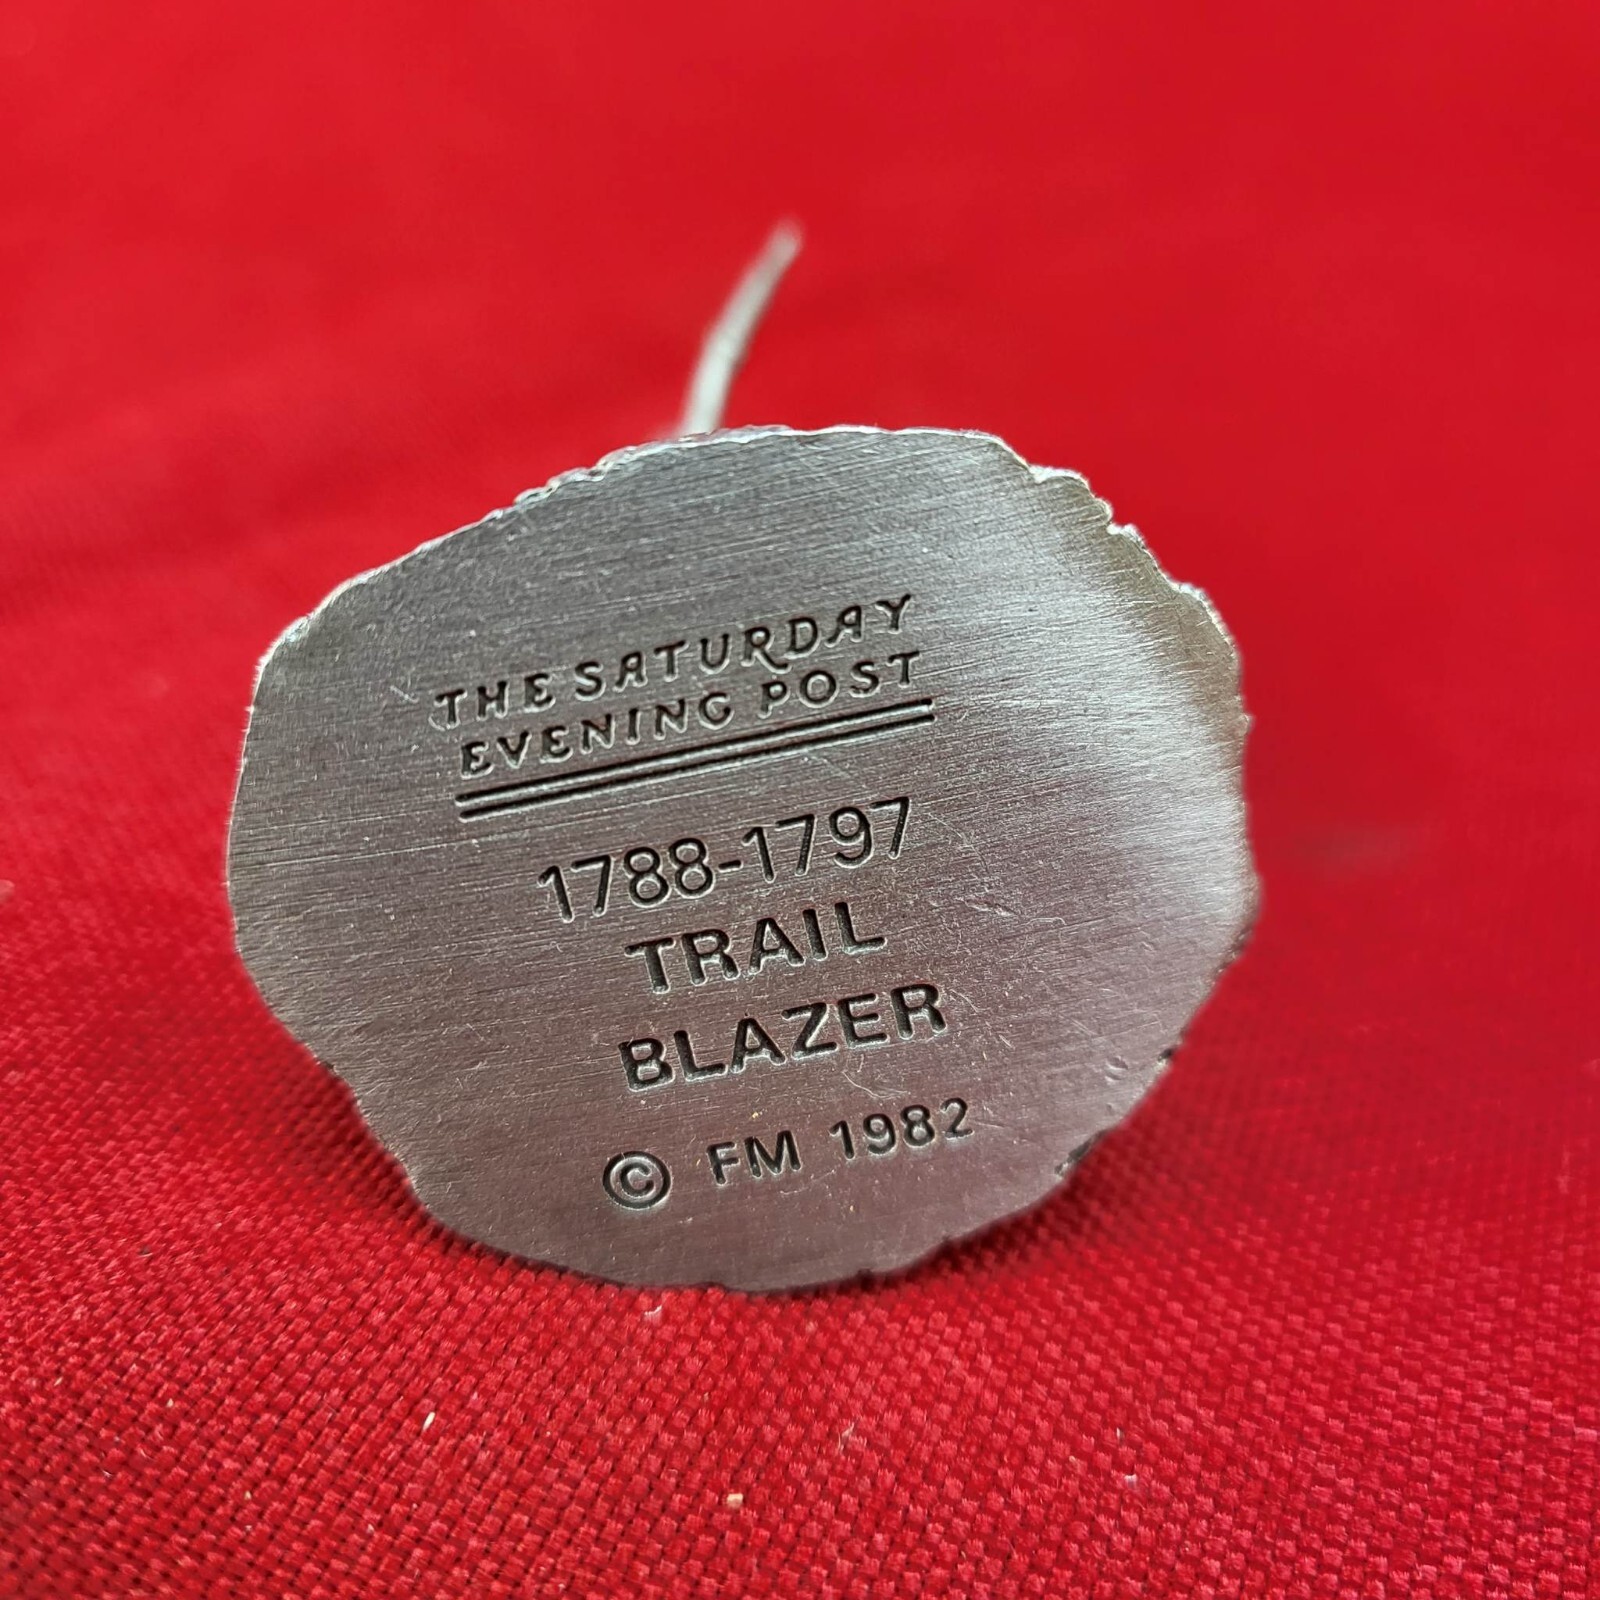 THE SATURDAY
EVENING POST
1788-1797
TRAIL
BLAZER
© FM 1982